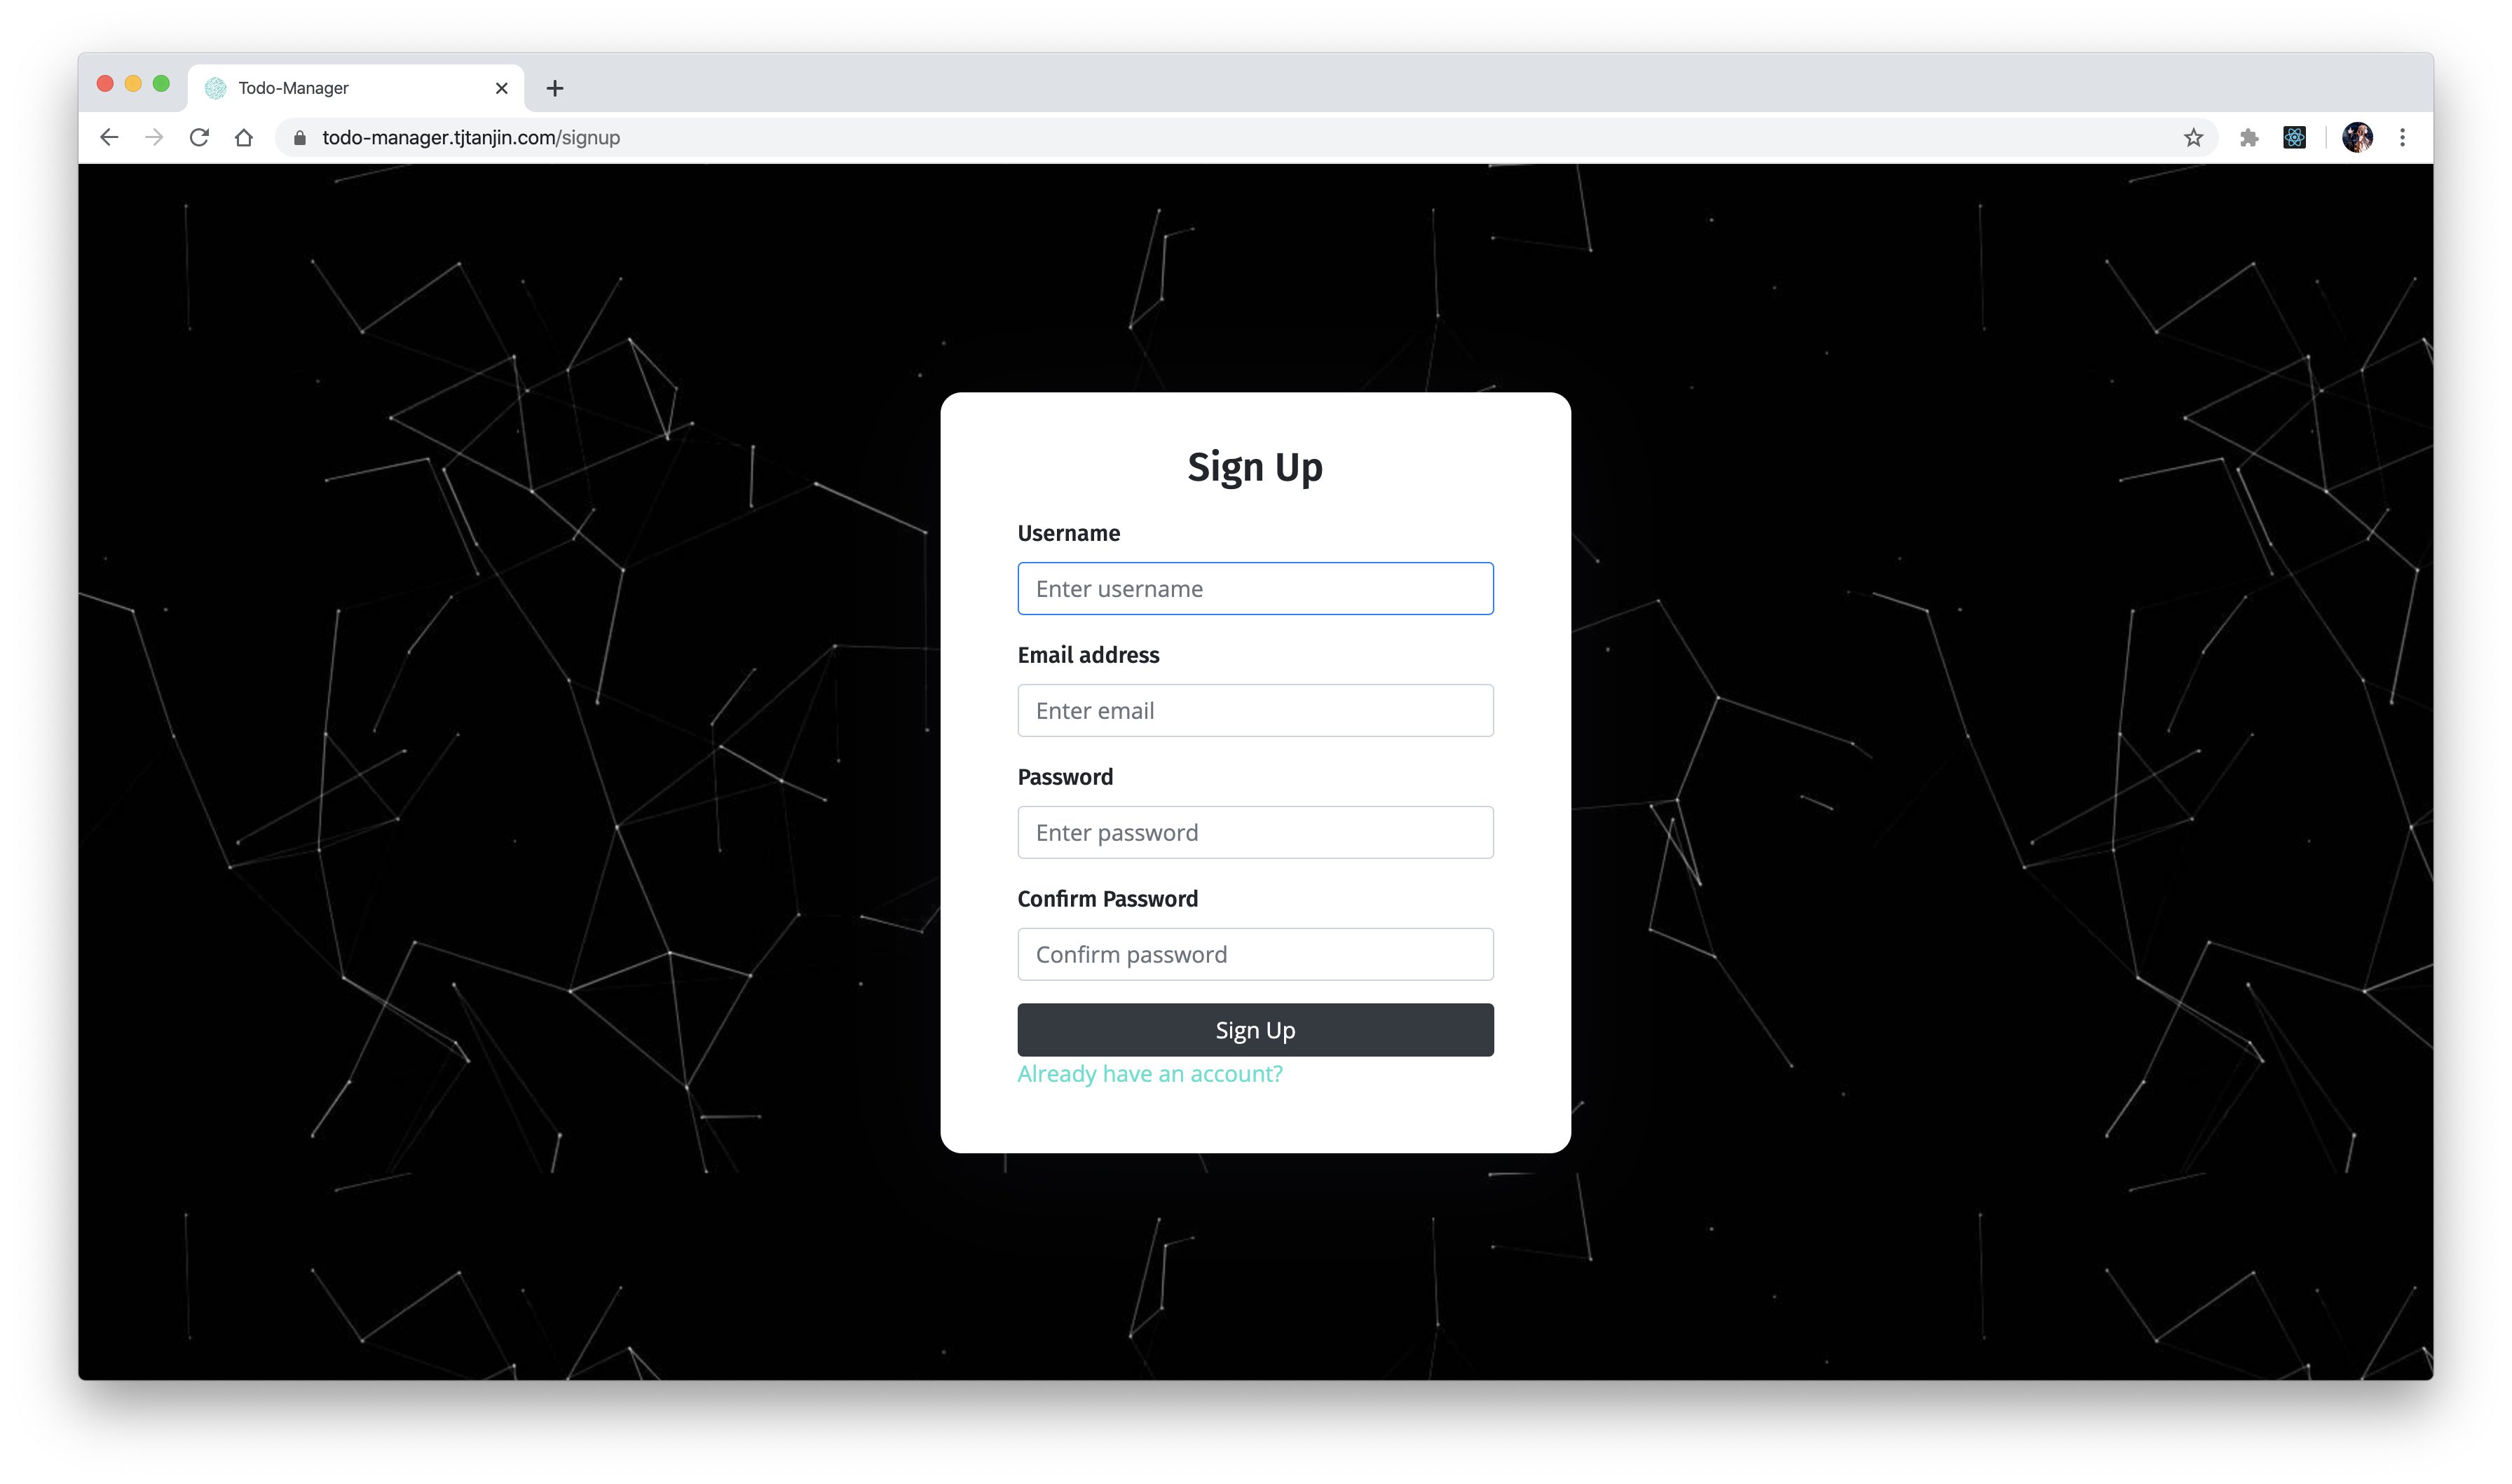 Todo-Manager
todo-manager.tjtanjin.com/signup
Sign Up
Username
Enter username
Email address
Enter email
Password
Enter password
Confirm Password
Confirm password
Sign Up
Already have an account?